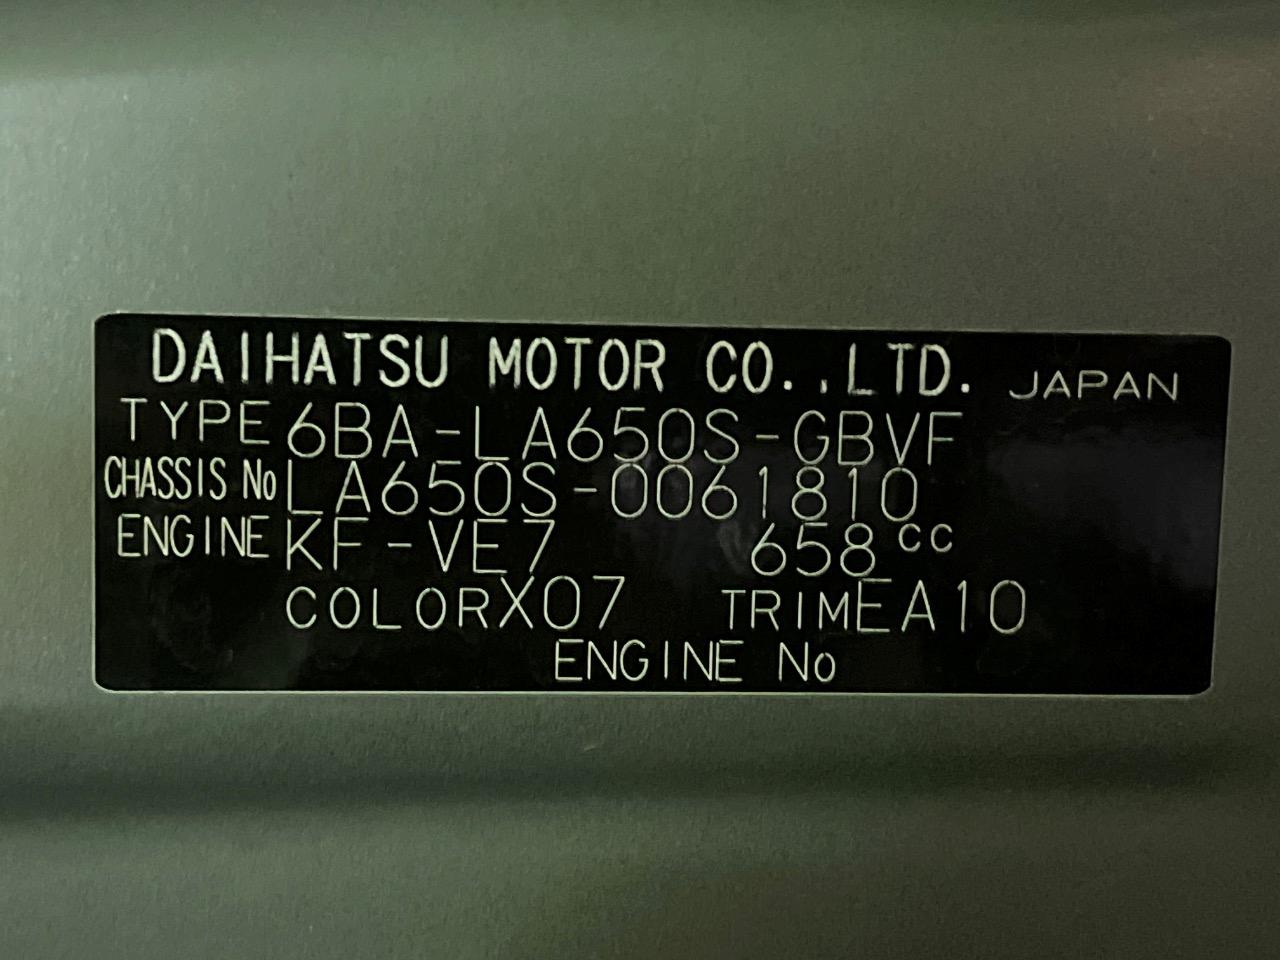 DAIHATSU MOTOR CO.,LTD. JAPAN
TYPE 6BA-LA650S-GBVF
CHASSIS No LA650S-0061810
ENGINE KF-VE7 658cc
COLOR X07 TRIM EA10
ENGINE No